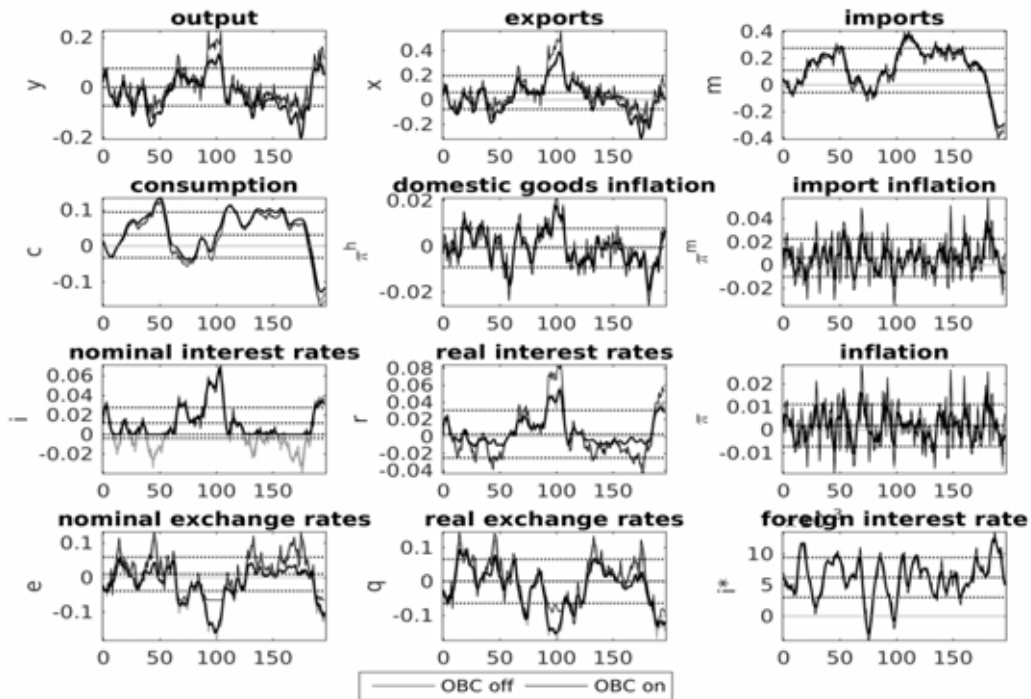 output exports imports
0.2 0.4 0.4
y 0 x 0.2 m 0.2
0 0
-0.2
-0.2 -0.2 -0.4
0 50 100 150 0 50 100 150 0 50 100 150
consumption domestic goods inflation import inflation
0.1 0.02 0.04
c 0 πʰ 0 πᵐ 0.02
0
-0.1 -0.02 -0.02
0 50 100 150 0 50 100 150 0 50 100 150
nominal interest rates real interest rates inflation
0.06 0.08 0.02
0.04 0.06
i 0.02 r 0.04 π 0.01
0 0.02 0
0
-0.02 -0.02 -0.01
-0.04
0 50 100 150 0 50 100 150 0 50 100 150
nominal exchange rates real exchange rates foreign interest rate
0.1 0.1 10
e 0 q 0 i* 5
-0.1 -0.1 0
0 50 100 150 0 50 100 150 0 50 100 150
OBC off OBC on